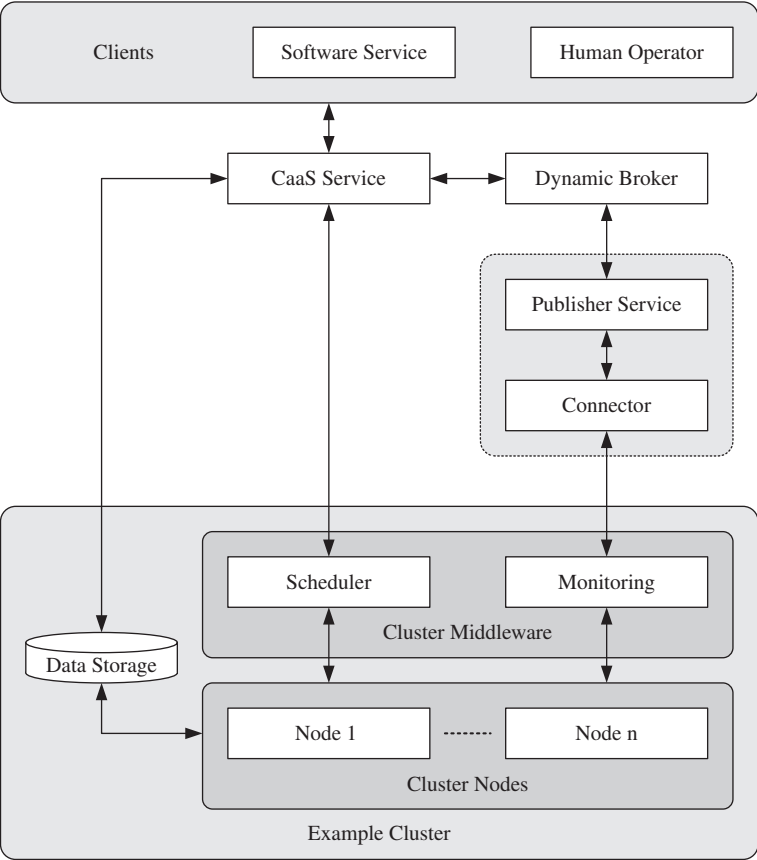 Clients
Software Service
Human Operator
CaaS Service
Dynamic Broker
Publisher Service
Connector
Scheduler
Monitoring
Cluster Middleware
Data Storage
Node 1
Node n
Cluster Nodes
Example Cluster